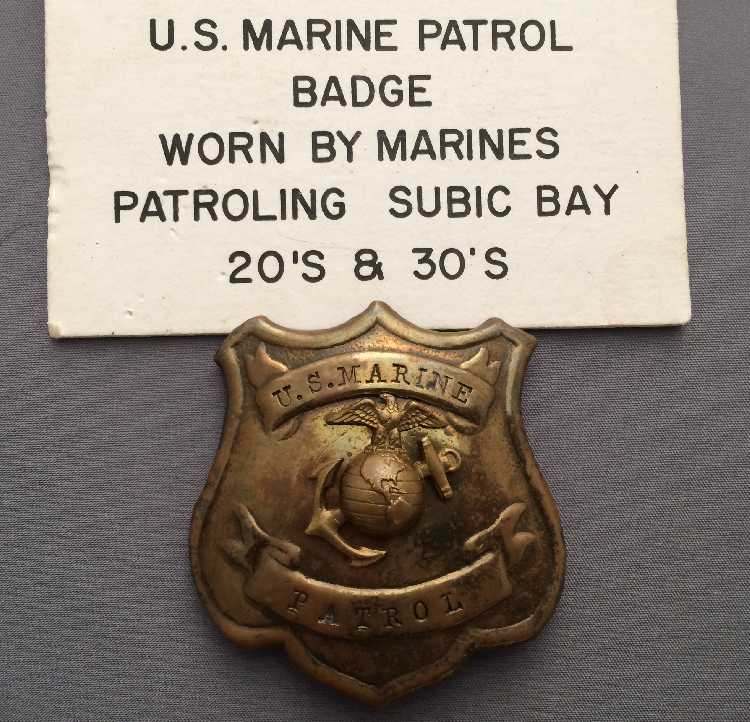 U.S. MARINE PATROL
BADGE
WORN BY MARINES
PATROLING SUBIC BAY
20'S & 30'S
U.S. MARINE
PATROL